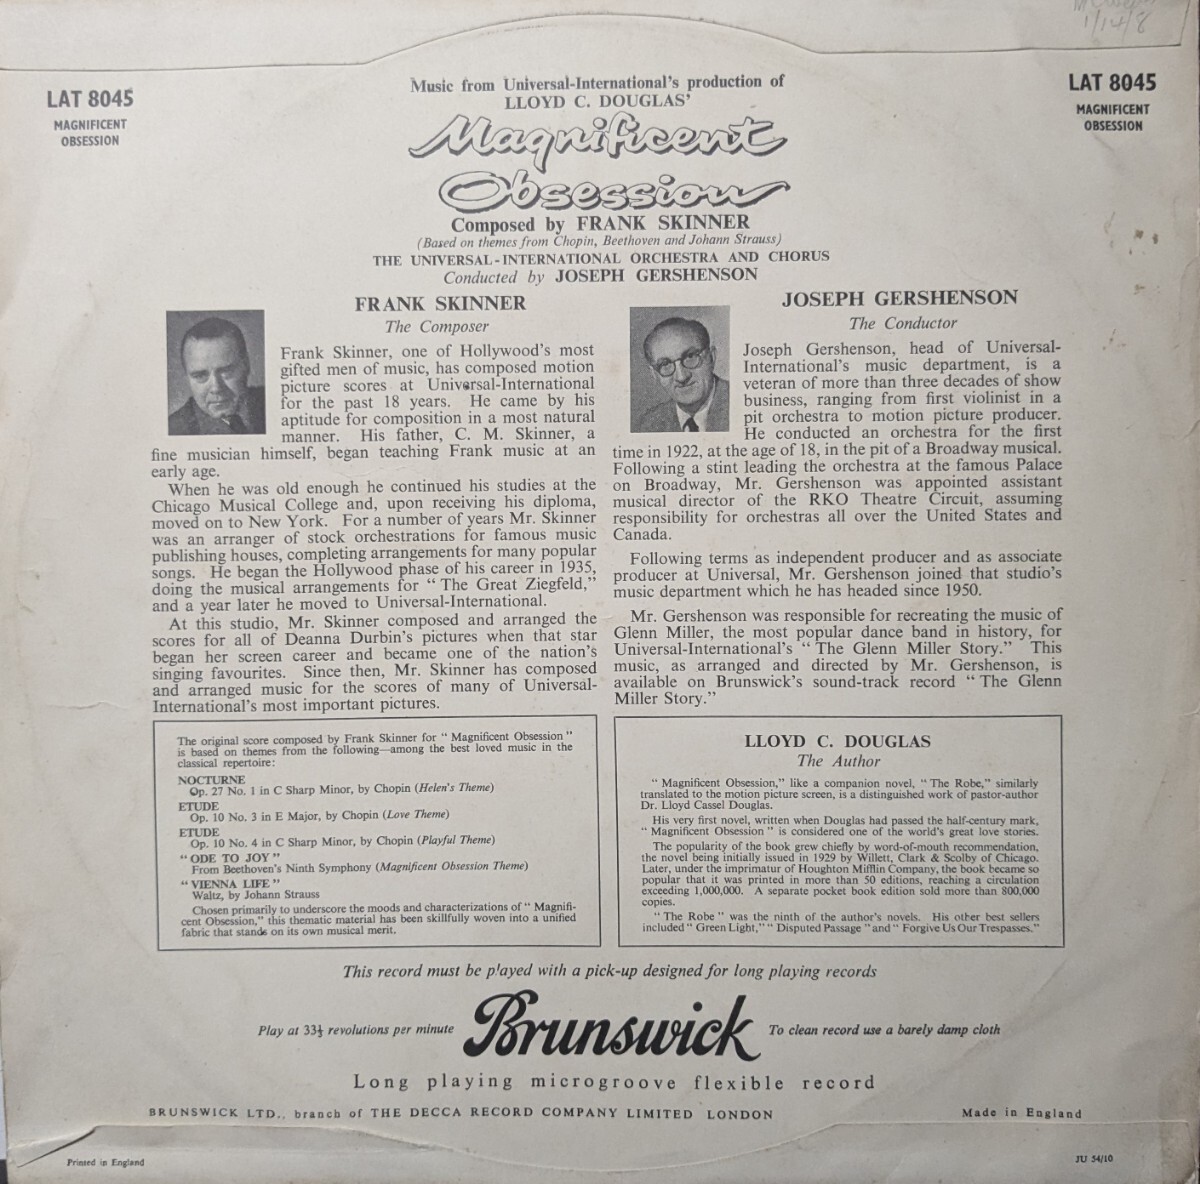 1/14/8
LAT 8045
MAGNIFICENT
OBSESSION
Music from Universal-International's production of
LLOYD C. DOUGLAS'
Magnificent
Obsession
Composed by FRANK SKINNER
(Based on themes from Chopin, Beethoven and Johann Strauss)
THE UNIVERSAL-INTERNATIONAL ORCHESTRA AND CHORUS
Conducted by JOSEPH GERSHENSON
LAT 8045
MAGNIFICENT
OBSESSION
FRANK SKINNER
The Composer
Frank Skinner, one of Hollywood's most
gifted men of music, has composed motion
picture scores at Universal-International
for the past 18 years. He came by his
aptitude for composition in a most natural
manner. His father, C. M. Skinner, a
fine musician himself, began teaching Frank music at an
early age.
When he was old enough he continued his studies at the
Chicago Musical College and, upon receiving his diploma,
moved on to New York. For a number of years Mr. Skinner
was an arranger of stock orchestrations for famous music
publishing houses, completing arrangements for many popular
songs. He began the Hollywood phase of his career in 1935,
doing the musical arrangements for " The Great Ziegfeld,"
and a year later he moved to Universal-International.
At this studio, Mr. Skinner composed and arranged the
scores for all of Deanna Durbin's pictures when that star
began her screen career and became one of the nation's
singing favourites. Since then, Mr. Skinner has composed
and arranged music for the scores of many of Universal-
International's most important pictures.
JOSEPH GERSHENSON
The Conductor
Joseph Gershenson, head of Universal-
International's music department, is a
veteran of more than three decades of show
business, ranging from first violinist in a
pit orchestra to motion picture producer.
He conducted an orchestra for the first
time in 1922, at the age of 18, in the pit of a Broadway musical.
Following a stint leading the orchestra at the famous Palace
on Broadway, Mr. Gershenson was appointed assistant
musical director of the RKO Theatre Circuit, assuming
responsibility for orchestras all over the United States and
Canada.
Following terms as independent producer and as associate
producer at Universal, Mr. Gershenson joined that studio's
music department which he has headed since 1950.
Mr. Gershenson was responsible for recreating the music of
Glenn Miller, the most popular dance band in history, for
Universal-International's " The Glenn Miller Story." This
music, as arranged and directed by Mr. Gershenson, is
available on Brunswick's sound-track record " The Glenn
Miller Story."
The original score composed by Frank Skinner for " Magnificent Obsession "
is based on themes from the following—among the best loved music in the
classical repertoire:
NOCTURNE
Op. 27 No. 1 in C Sharp Minor, by Chopin (Helen's Theme)
ETUDE
Op. 10 No. 3 in E Major, by Chopin (Love Theme)
ETUDE
Op. 10 No. 4 in C Sharp Minor, by Chopin (Playful Theme)
" ODE TO JOY "
From Beethoven's Ninth Symphony (Magnificent Obsession Theme)
" VIENNA LIFE "
Waltz, by Johann Strauss
Chosen primarily to underscore the moods and characterizations of " Magnifi-
cent Obsession," this thematic material has been skillfully woven into a unified
fabric that stands on its own musical merit.
LLOYD C. DOUGLAS
The Author
" Magnificent Obsession," like a companion novel, " The Robe," similarly
translated to the motion picture screen, is a distinguished work of pastor-author
Dr. Lloyd Cassel Douglas.
His very first novel, written when Douglas had passed the half-century mark,
" Magnificent Obsession " is considered one of the world's great love stories.
The popularity of the book grew chiefly by word-of-mouth recommendation,
the novel being initially issued in 1929 by Willett, Clark & Scolby of Chicago.
Later, under the imprimatur of Houghton Mifflin Company, the book became so
popular that it was printed in more than 50 editions, reaching a circulation
exceeding 1,000,000. A separate pocket book edition sold more than 800,000
copies.
" The Robe " was the ninth of the author's novels. His other best sellers
included " Green Light," " Disputed Passage " and " Forgive Us Our Trespasses."
This record must be played with a pick-up designed for long playing records
Play at 33⅓ revolutions per minute
Brunswick
To clean record use a barely damp cloth
Long playing microgroove flexible record
BRUNSWICK LTD., branch of THE DECCA RECORD COMPANY LIMITED LONDON
Made in England
Printed in England
JU 54/10